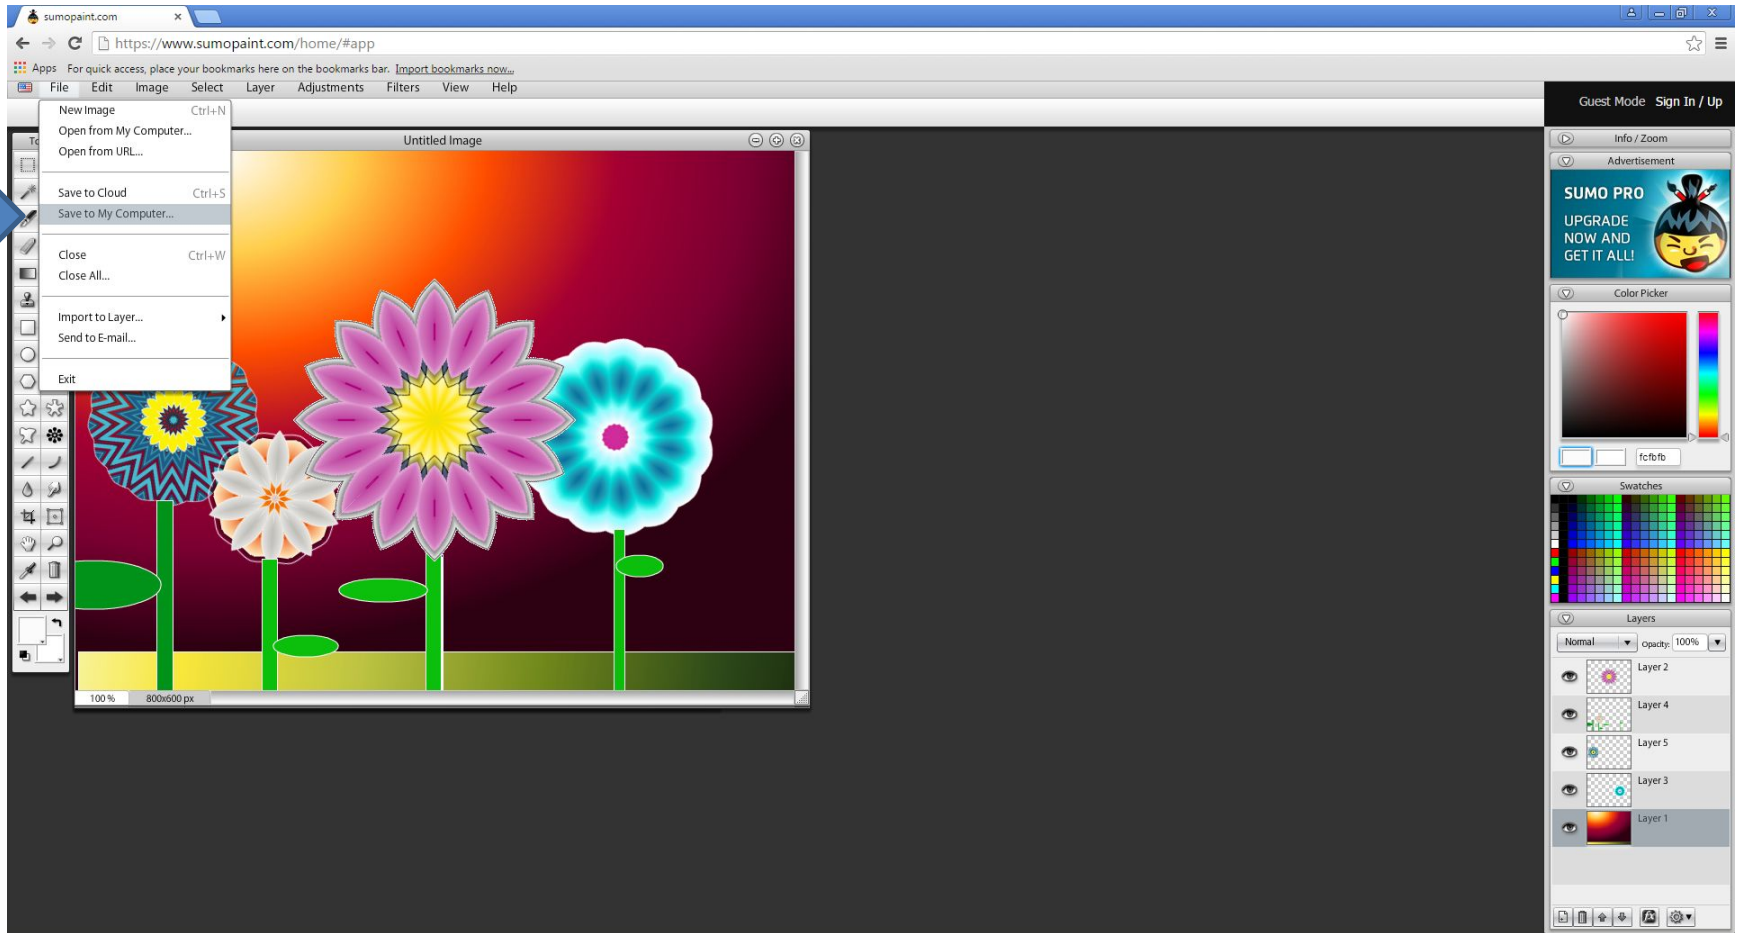 sumopaint.com
https://www.sumopaint.com/home/#app
Apps For quick access, place your bookmarks here on the bookmarks bar. Import bookmarks now...
File Edit Image Select Layer Adjustments Filters View Help
Guest Mode Sign In / Up
New Image Ctrl+N
Open from My Computer...
Open from URL...
Save to Cloud Ctrl+S
Save to My Computer...
Close Ctrl+W
Close All...
Import to Layer...
Send to E-mail...
Exit
Untitled Image
100 % 800x600 px
Info / Zoom
Advertisement
SUMO PRO
UPGRADE
NOW AND
GET IT ALL!
Color Picker
fcfbfb
Swatches
Layers
Normal Opacity: 100%
Layer 2
Layer 4
Layer 5
Layer 3
Layer 1